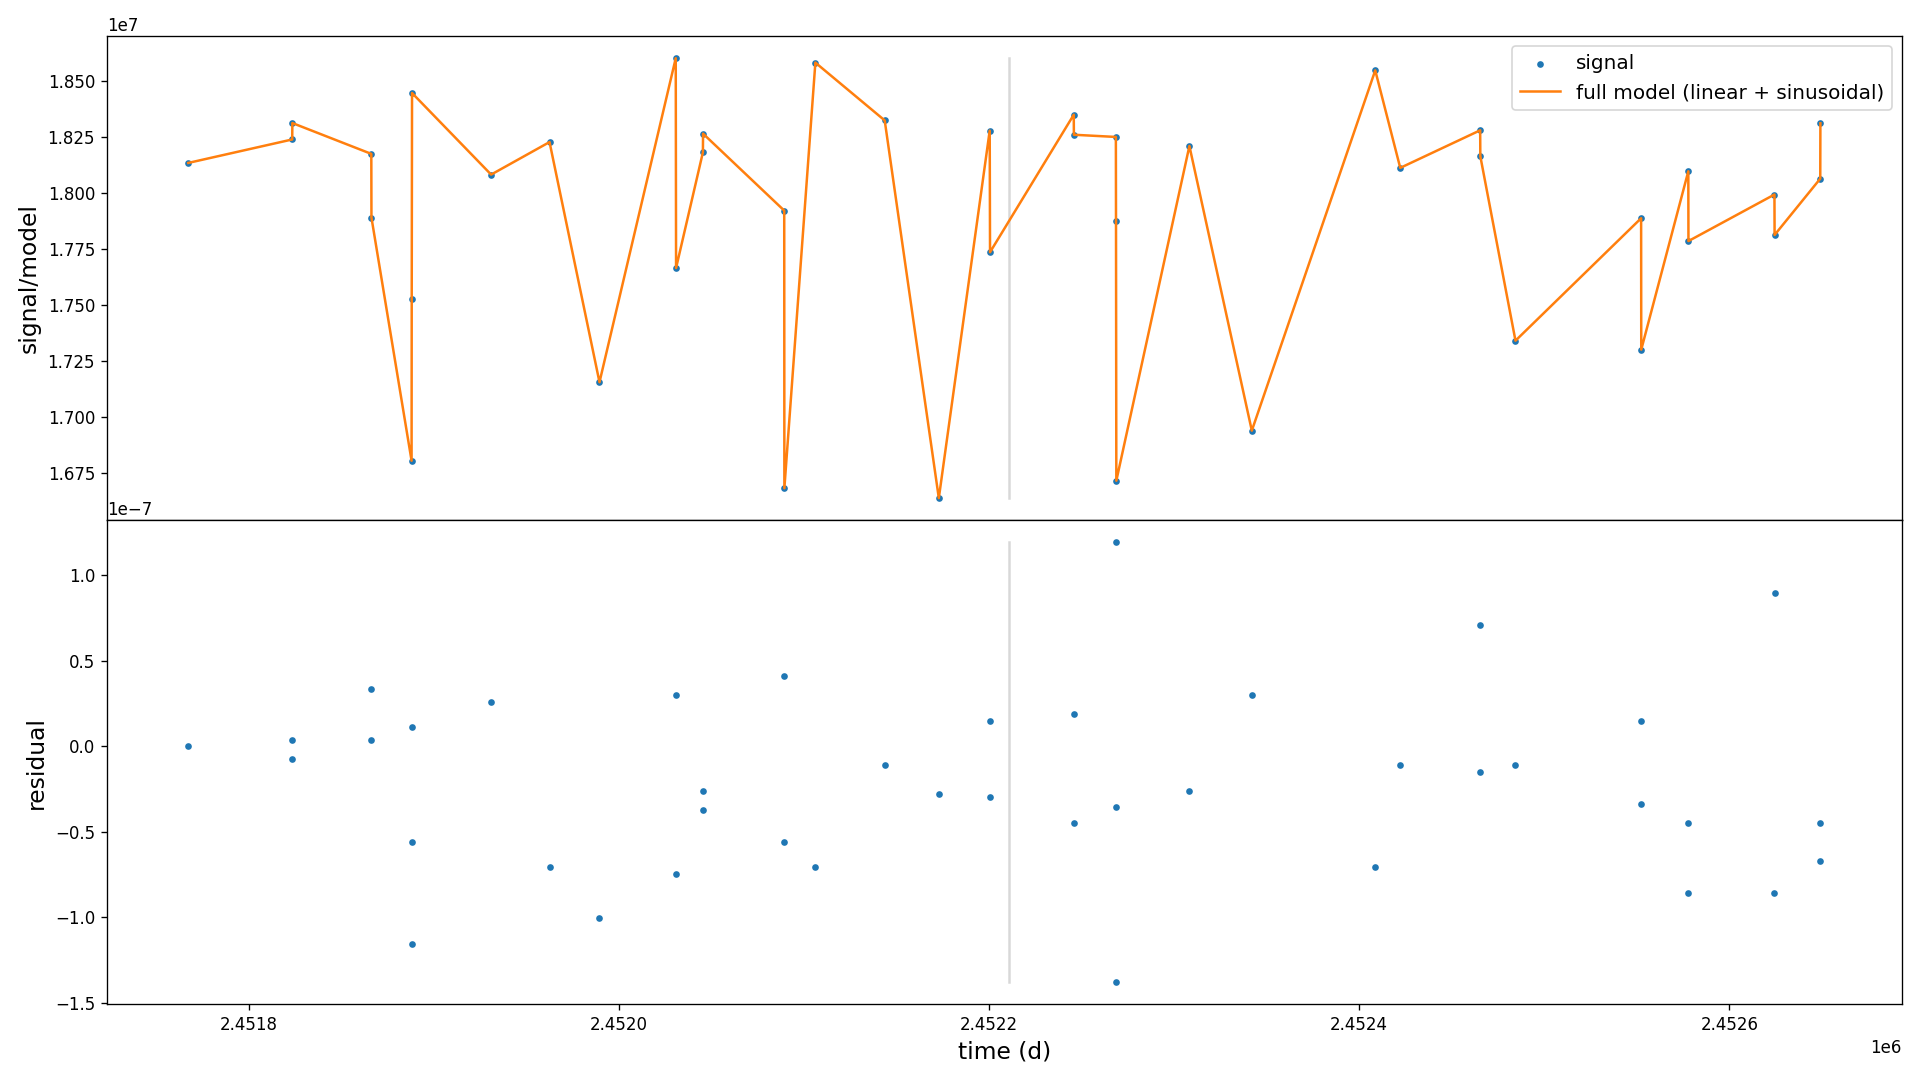 1e7
signal
full model (linear + sinusoidal)
1.850
1.825
1.800
1.775
1.750
1.725
1.700
1.675
signal/model
1e−7
1.0
0.5
0.0
−0.5
−1.0
−1.5
residual
2.4518
2.4520
2.4522
2.4524
2.4526
1e6
time (d)